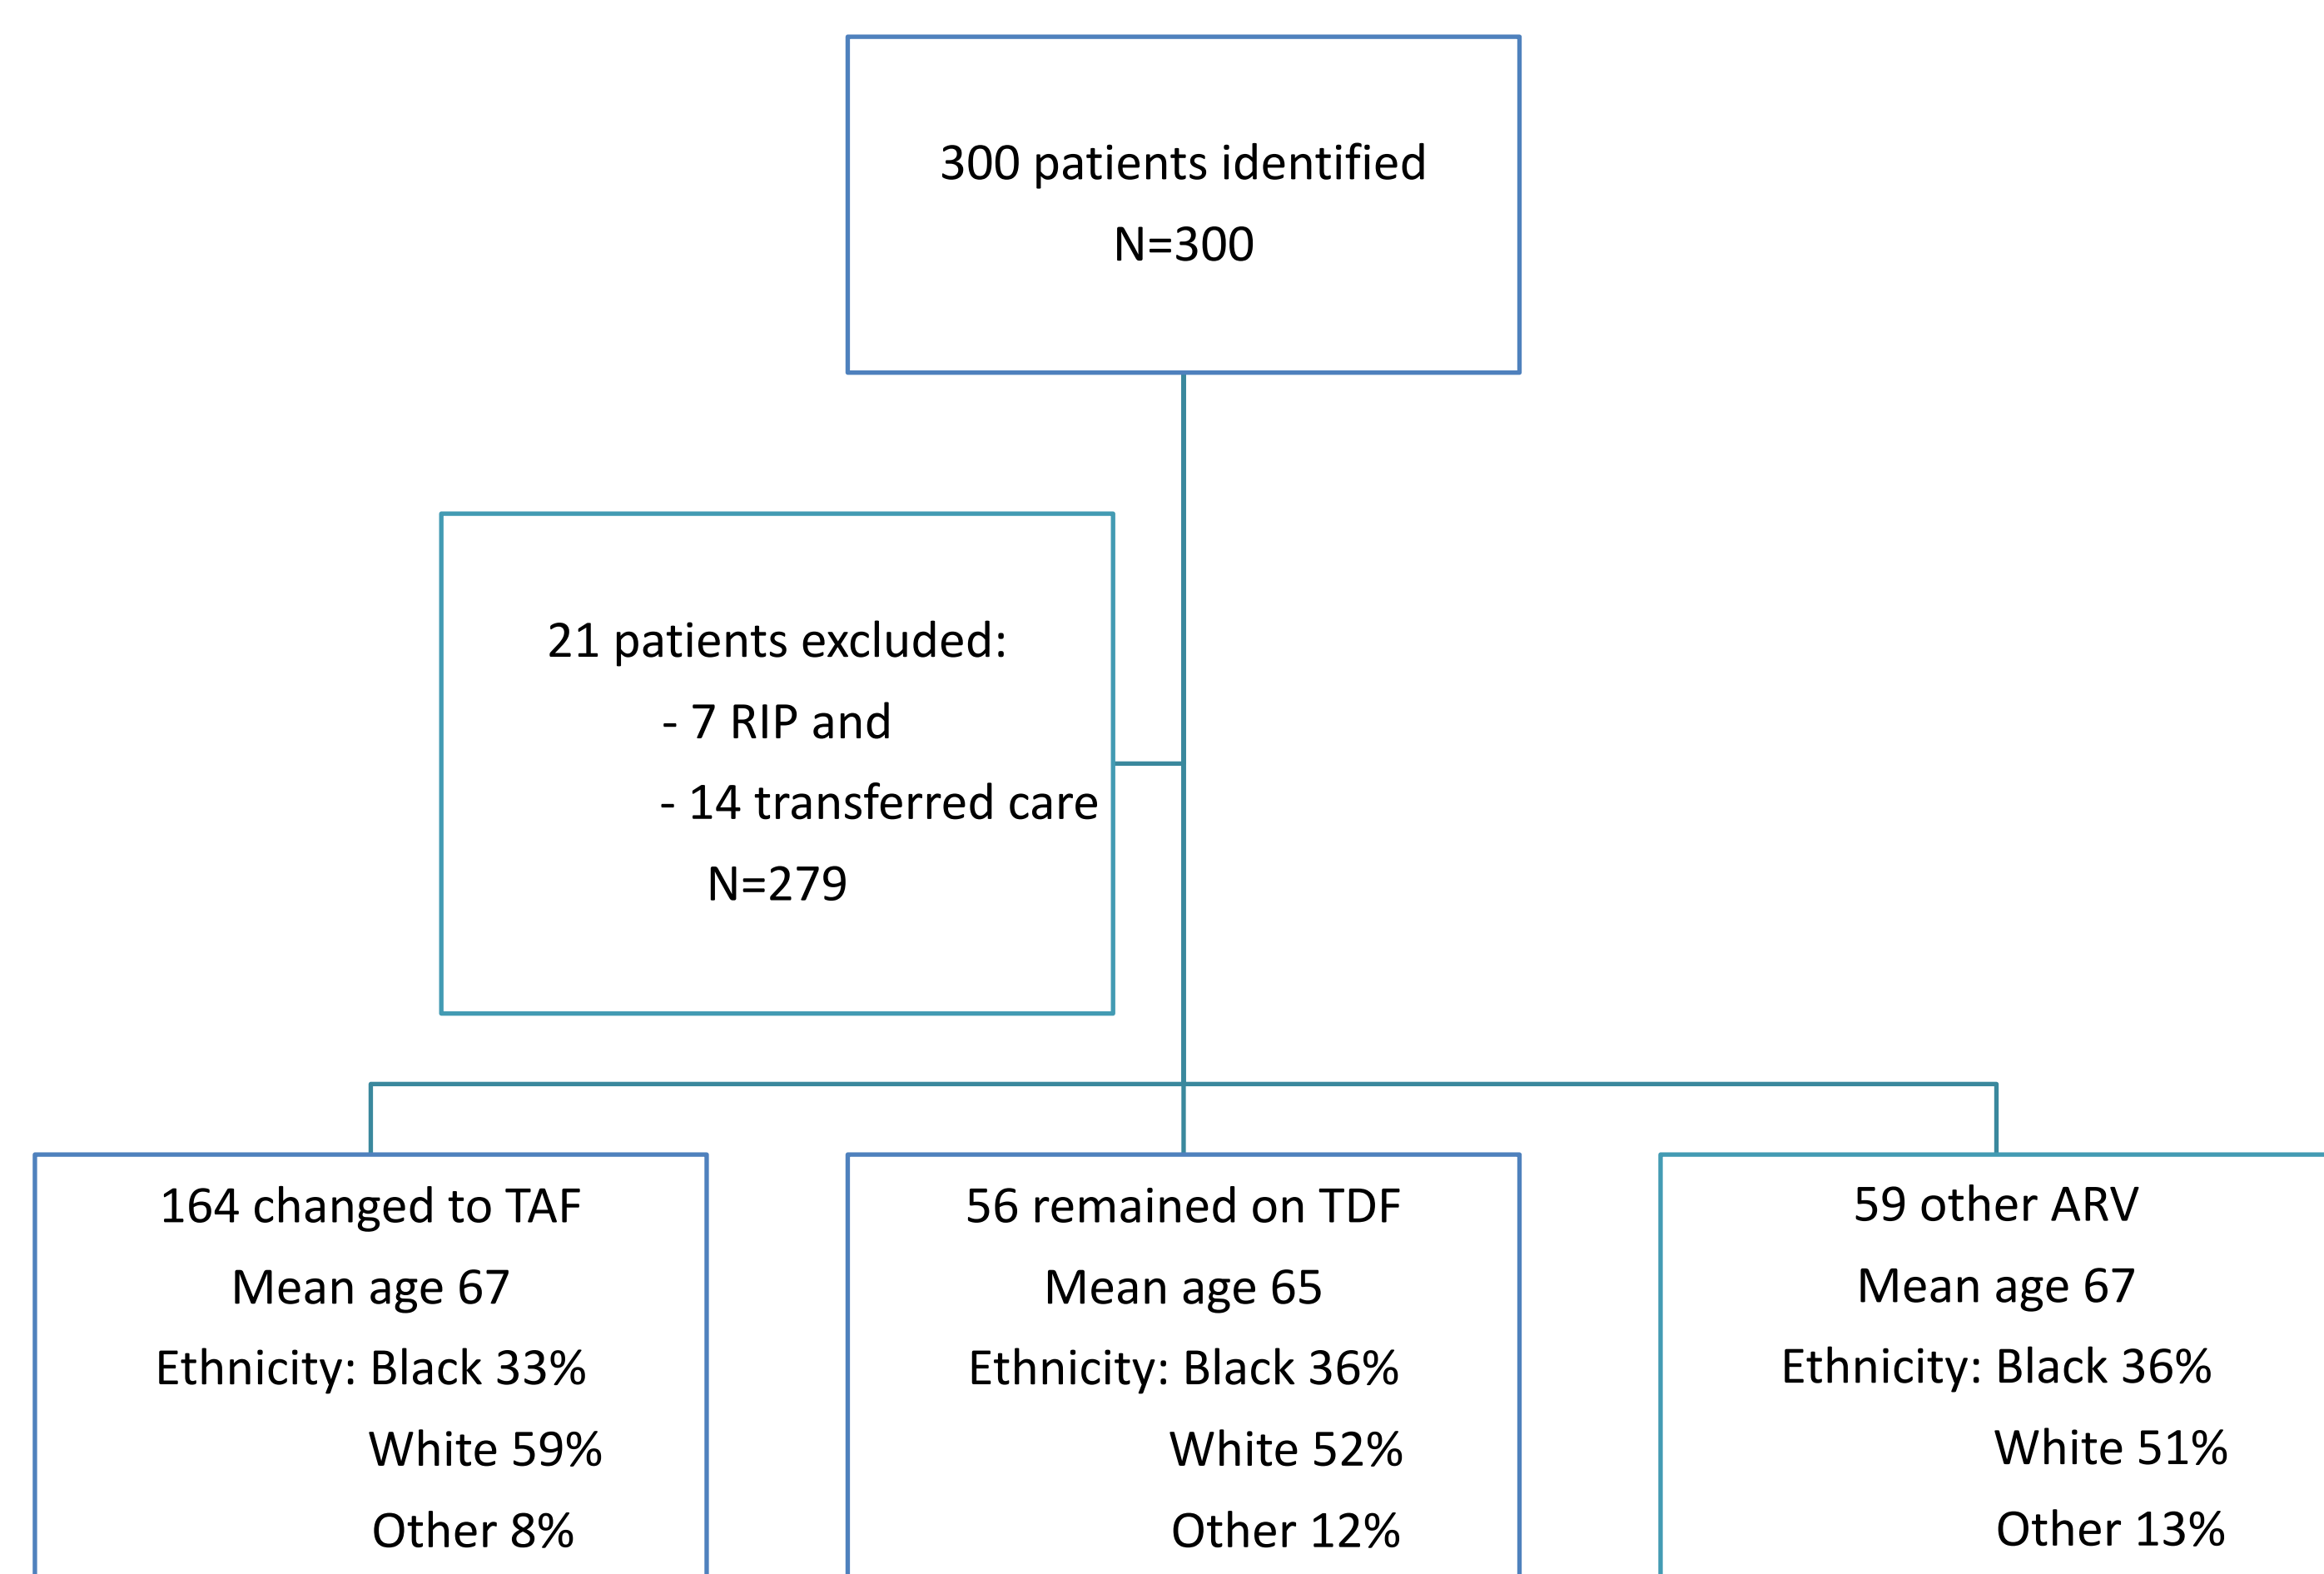 300 patients identified
N=300
21 patients excluded:
- 7 RIP and
- 14 transferred care
N=279
164 changed to TAF
Mean age 67
Ethnicity: Black 33%
White 59%
Other 8%
56 remained on TDF
Mean age 65
Ethnicity: Black 36%
White 52%
Other 12%
59 other ARV
Mean age 67
Ethnicity: Black 36%
White 51%
Other 13%